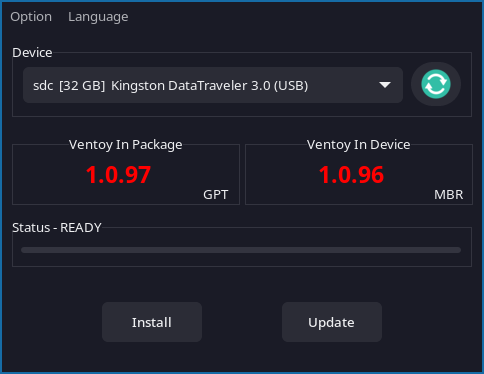 Option Language
Device
sdc [32 GB] Kingston DataTraveler 3.0 (USB)
Ventoy In Package Ventoy In Device
1.0.97 1.0.96
GPT MBR
Status - READY
Install Update